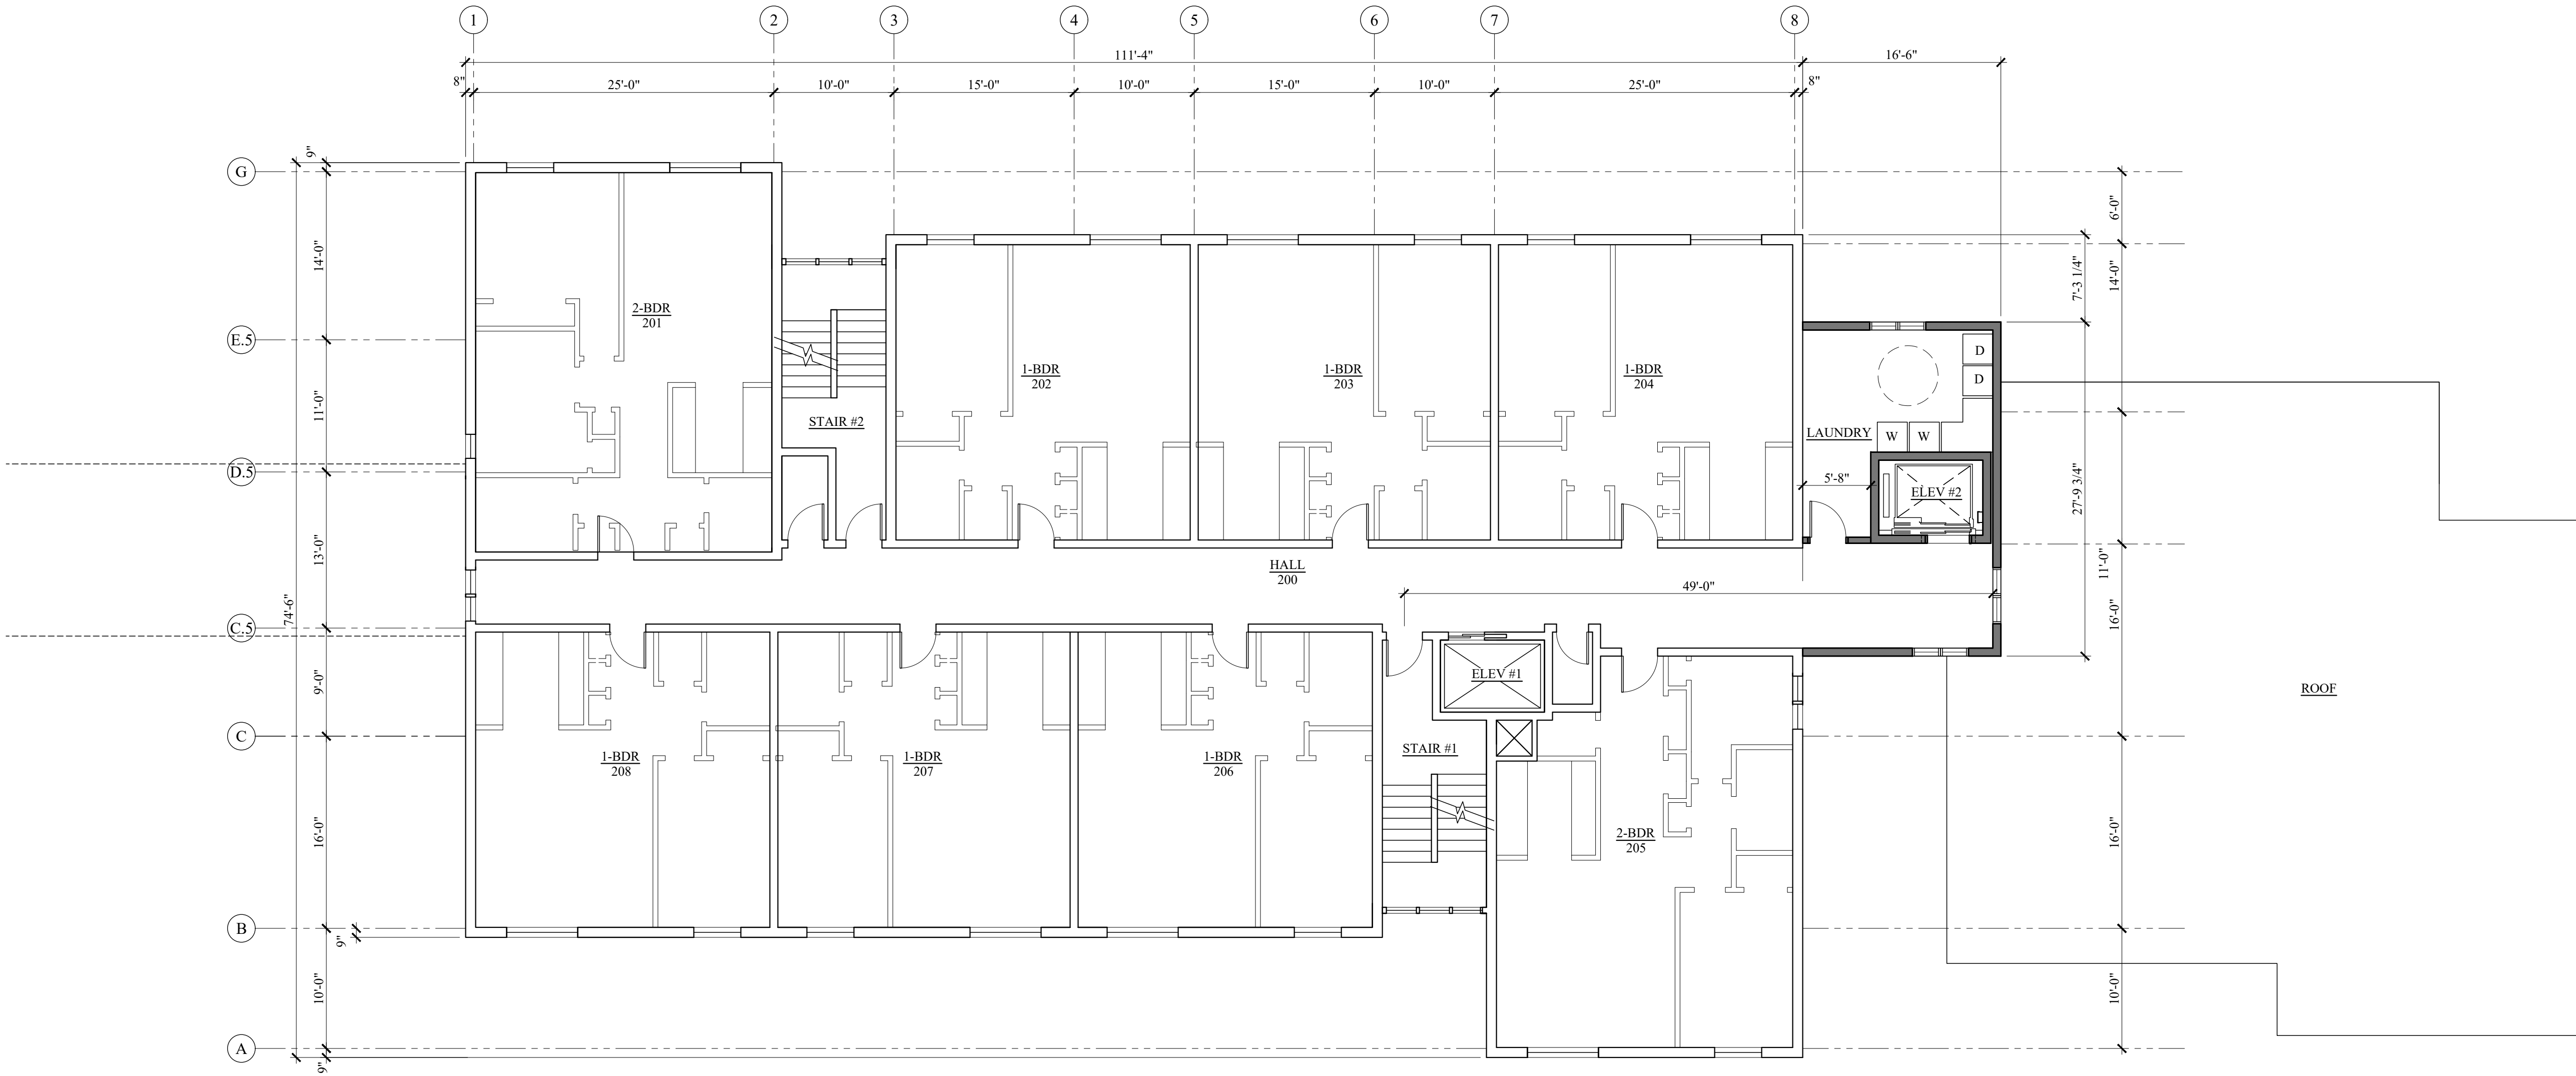 1 2 3 4 5 6 7 8
111'-4" 16'-6"
8" 25'-0" 10'-0" 15'-0" 10'-0" 15'-0" 10'-0" 25'-0" 8"
9"
G
6'-0"
14'-0"
7'-3 1/4"
14'-0"
2-BDR
201
E.5
D
1-BDR
202
1-BDR
203
1-BDR
204
D
11'-0"
STAIR #2
LAUNDRY
W W
D.5
5'-8"
ELEV #2
27'-9 3/4"
13'-0"
HALL
200
11'-0"
49'-0"
74'-6"
C.5
16'-0"
9'-0"
ELEV #1
ROOF
C
STAIR #1
1-BDR
208
1-BDR
207
1-BDR
206
16'-0"
2-BDR
205
16'-0"
B
9"
10'-0"
10'-0"
A
9"